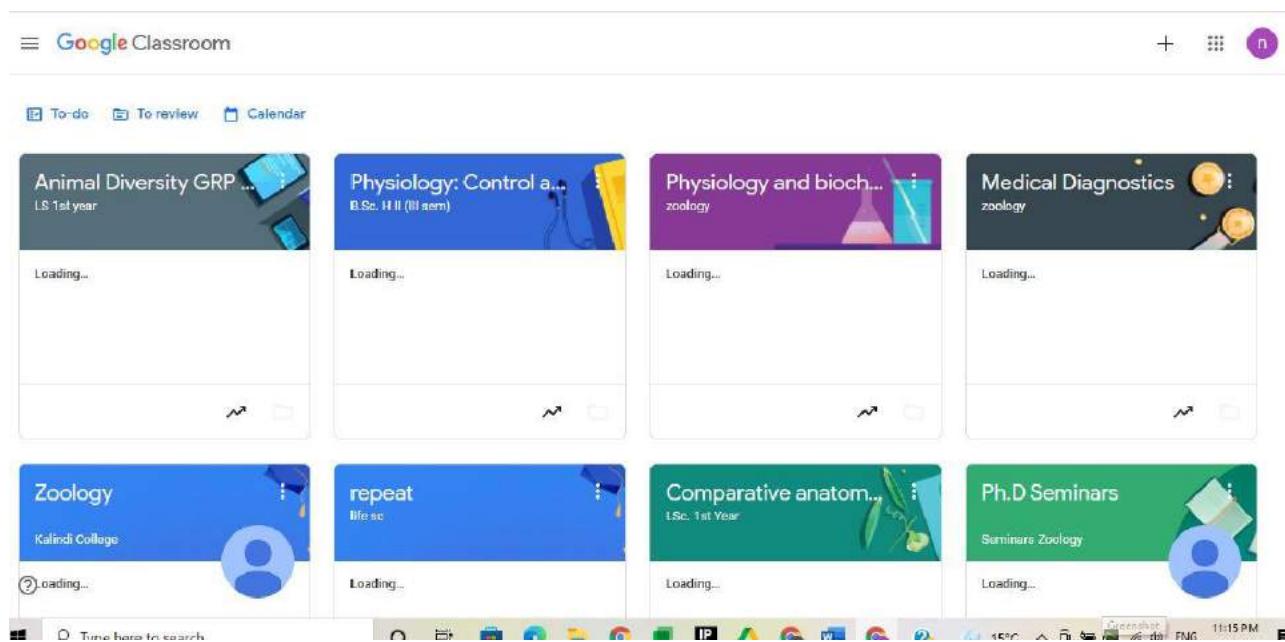 Google Classroom
n
To-do To review Calendar
Animal Diversity GRP ...
LS 1st year
Loading...
Physiology: Control a...
B.Sc. H II (III sem)
Loading...
Physiology and bioch...
zoology
Loading...
Medical Diagnostics
zoology
Loading...
Zoology
Kalindi College
Loading...
repeat
life sc
Loading...
Comparative anatom...
LSc. 1st Year
Loading...
Ph.D Seminars
Seminars Zoology
Loading...
Type here to search
IP
15°C
Screenshot
ENG
11:15 PM